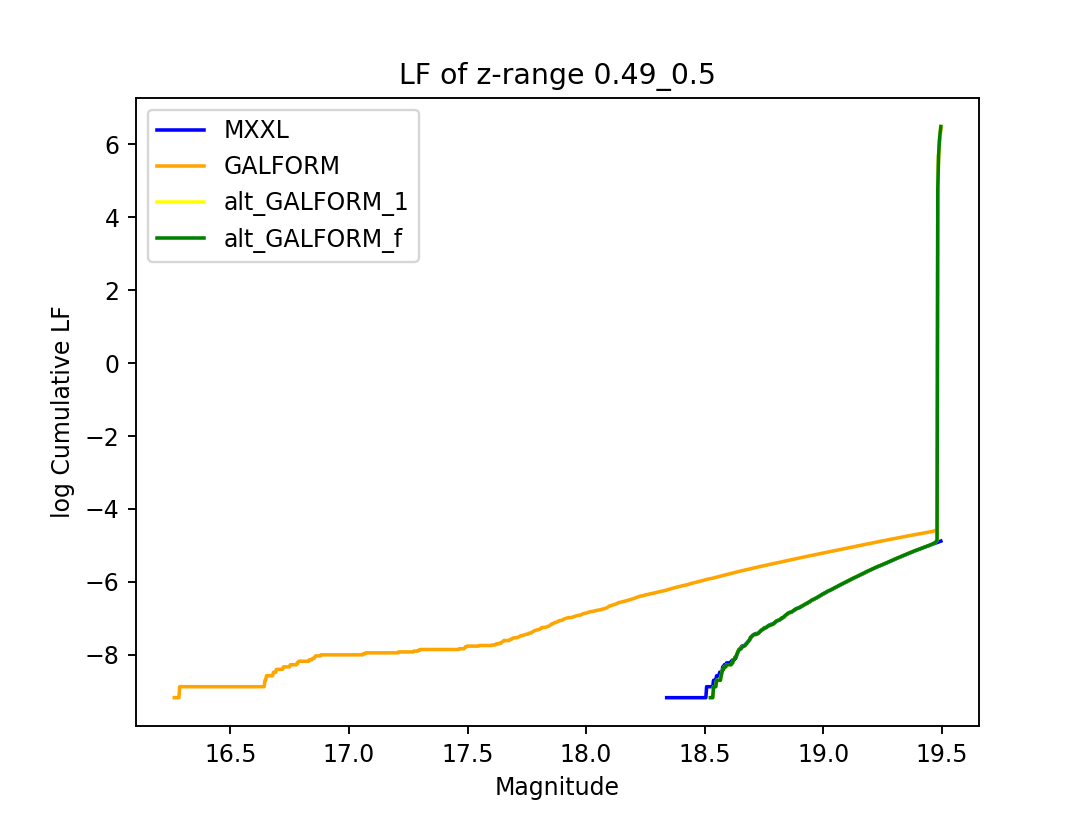 LF of z-range 0.49_0.5
MXXL
GALFORM
alt_GALFORM_1
alt_GALFORM_f
6
4
2
0
−2
−4
−6
−8
log Cumulative LF
16.5 17.0 17.5 18.0 18.5 19.0 19.5
Magnitude